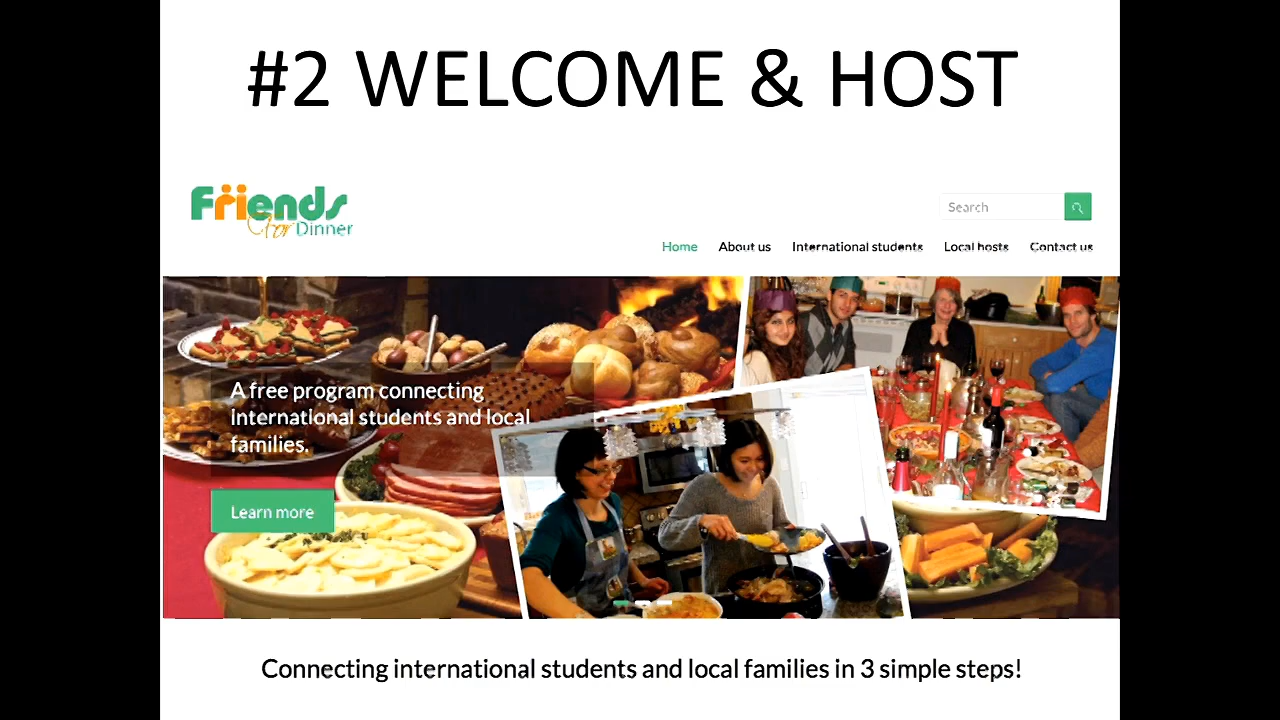 #2 WELCOME & HOST
Friends
For Dinner
Search
Home About us International students Local hosts Contact us
A free program connecting
international students and local
families.
Learn more
Connecting international students and local families in 3 simple steps!